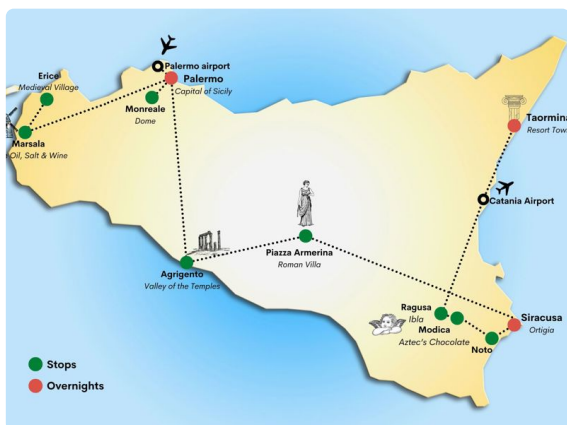 Palermo airport
Palermo
Capital of Sicily
Erice
Medieval Village
Monreale
Dome
Marsala
Oil, Salt & Wine
Taormina
Resort Town
Catania Airport
Piazza Armerina
Roman Villa
Agrigento
Valley of the Temples
Ragusa
Ibla
Modica
Aztec's Chocolate
Siracusa
Ortigia
Noto
Stops
Overnights